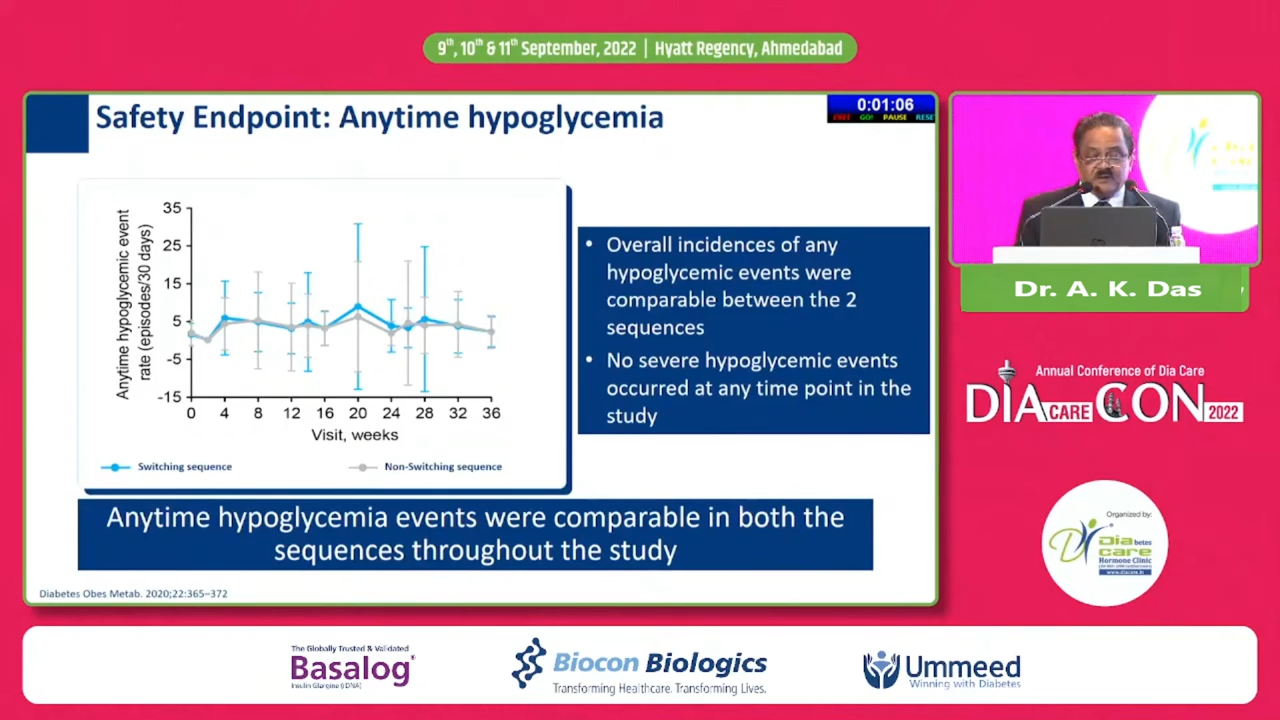 9th, 10th & 11th September, 2022 | Hyatt Regency, Ahmedabad
Safety Endpoint: Anytime hypoglycemia
0:01:06
GO! PAUSE RESE
35
25
15
5
-5
-15
Anytime hypoglycemic event
rate (episodes/30 days)
0 4 8 12 16 20 24 28 32 36
Visit, weeks
Switching sequence
Non-Switching sequence
• Overall incidences of any
hypoglycemic events were
comparable between the 2
sequences
• No severe hypoglycemic events
occurred at any time point in the
study
Anytime hypoglycemia events were comparable in both the
sequences throughout the study
Diabetes Obes Metab. 2020;22:365–372
Dr. A. K. Das
Annual Conference of Dia Care
DIA CARE CON 2022
Organized by:
Diabetes
care
Hormone Clinic
www.diacare.in
The Globally Trusted & Validated
Basalog
Insulin Glargine (rDNA)
Biocon Biologics
Transforming Healthcare. Transforming Lives.
Ummeed
Winning with Diabetes